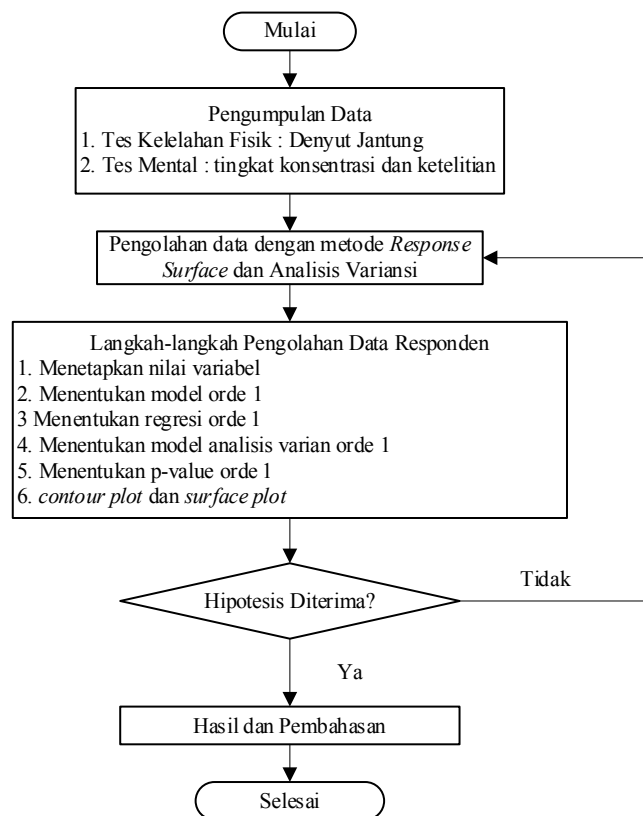 Mulai
Pengumpulan Data
1. Tes Kelelahan Fisik : Denyut Jantung
2. Tes Mental : tingkat konsentrasi dan ketelitian
Pengolahan data dengan metode Response
Surface dan Analisis Variansi
Langkah-langkah Pengolahan Data Responden
1. Menetapkan nilai variabel
2. Menentukan model orde 1
3 Menentukan regresi orde 1
4. Menentukan model analisis varian orde 1
5. Menentukan p-value orde 1
6. contour plot dan surface plot
Hipotesis Diterima?
Tidak
Ya
Hasil dan Pembahasan
Selesai